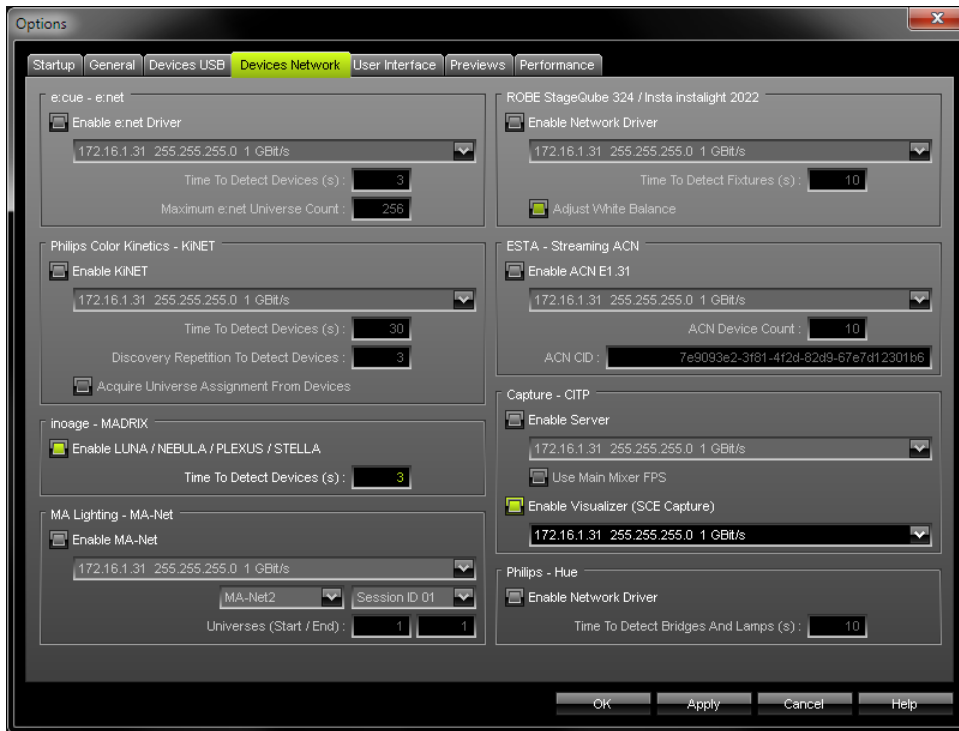 Options
Startup General Devices USB Devices Network User Interface Previews Performance
e:cue - e:net
Enable e:net Driver
172.16.1.31 255.255.255.0 1 GBit/s
Time To Detect Devices (s) : 3
Maximum e:net Universe Count : 256
Philips Color Kinetics - KiNET
Enable KiNET
172.16.1.31 255.255.255.0 1 GBit/s
Time To Detect Devices (s) : 30
Discovery Repetition To Detect Devices : 3
Acquire Universe Assignment From Devices
inoage - MADRIX
Enable LUNA / NEBULA / PLEXUS / STELLA
Time To Detect Devices (s) : 3
MA Lighting - MA-Net
Enable MA-Net
172.16.1.31 255.255.255.0 1 GBit/s
MA-Net2 Session ID 01
Universes (Start / End) : 1 1
ROBE StageQube 324 / Insta instalight 2022
Enable Network Driver
172.16.1.31 255.255.255.0 1 GBit/s
Time To Detect Fixtures (s) : 10
Adjust White Balance
ESTA - Streaming ACN
Enable ACN E1.31
172.16.1.31 255.255.255.0 1 GBit/s
ACN Device Count : 10
ACN CID : 7e9093e2-3f81-4f2d-82d9-67e7d12301b6
Capture - CITP
Enable Server
172.16.1.31 255.255.255.0 1 GBit/s
Use Main Mixer FPS
Enable Visualizer (SCE Capture)
172.16.1.31 255.255.255.0 1 GBit/s
Philips - Hue
Enable Network Driver
Time To Detect Bridges And Lamps (s) : 10
OK Apply Cancel Help